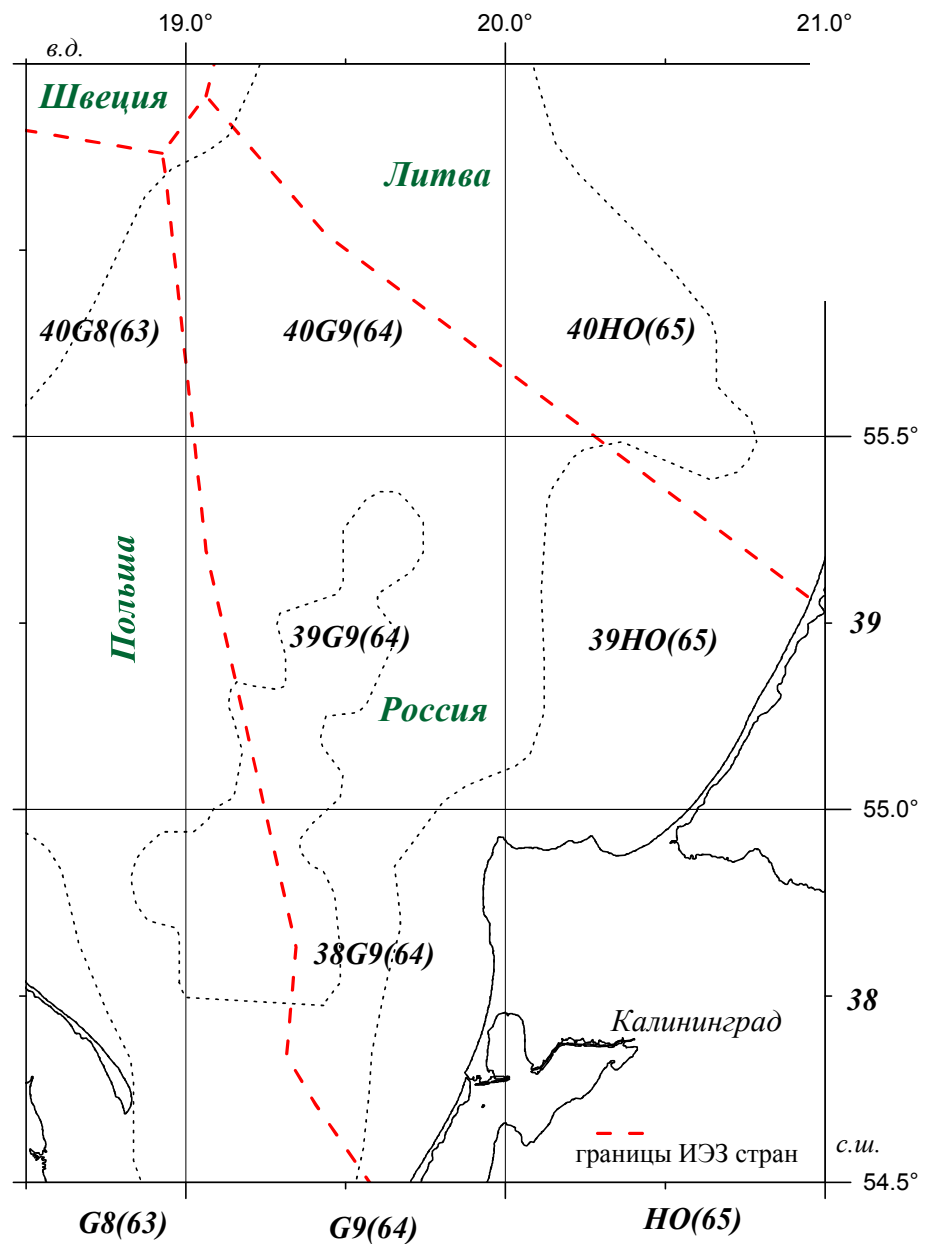 19.0° 20.0° 21.0°
в.д.
Швеция
Литва
40G8(63) 40G9(64) 40HO(65)
55.5°
Польша
39G9(64) 39HO(65) 39
Россия
55.0°
38G9(64)
38
Калининград
границы ИЭЗ стран
с.ш.
54.5°
G8(63) G9(64) HO(65)